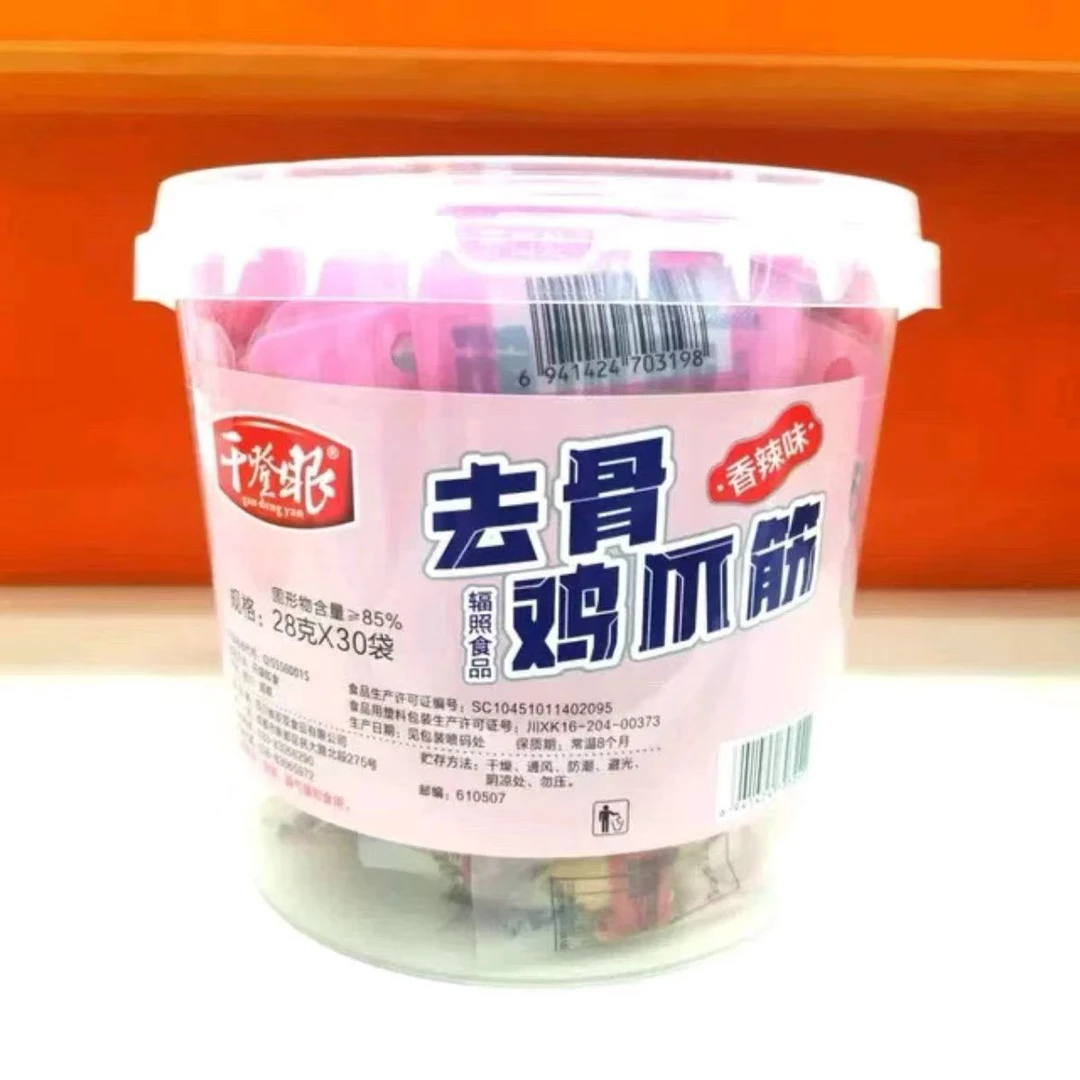 6 941424 703198
干燈眼®
gan deng yan
香辣味
去骨
鸡爪筋
辐照食品
固形物含量≥85%
规格：28克X30袋
食品生产许可证编号：SC10451011402095
食品用塑料包装生产许可证号：川XK16-204-00373
生产日期：见包装喷码处 保质期：常温8个月
贮存方法：干燥、通风、防潮、避光、
阴凉处、勿压。
邮编：610507